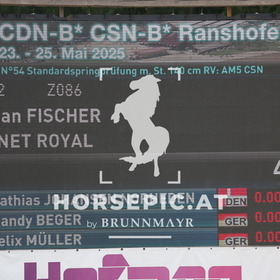 CDN-B* CSN-B* Ranshofe
23. - 25. Mai 2025
N°54 Standardspringprüfung m. St. 140 cm RV: AM5 CSN
2 Z086
an FISCHER
NET ROYAL
athias JO
DEN 0.00
HORSEPIC.AT
andy BEGER GER 0.00
by BRUNNMAYR
elix MÜLLER GER 0.00